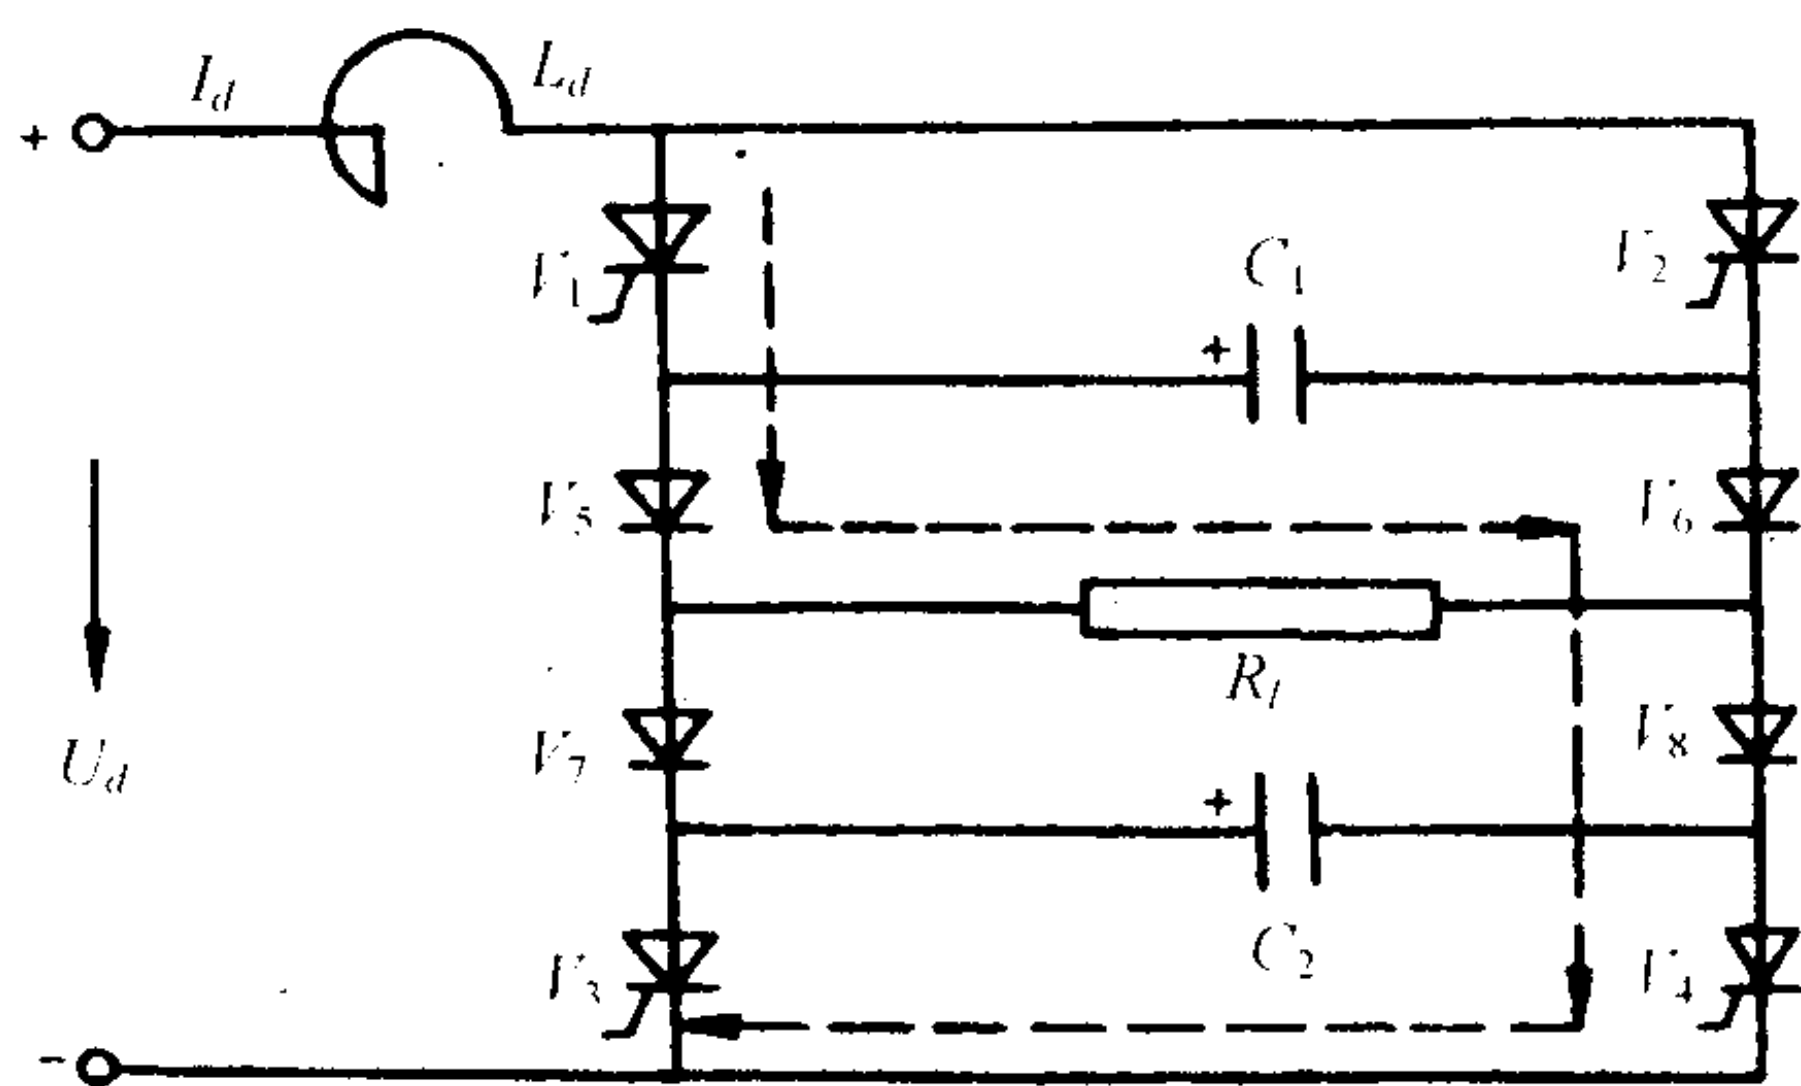 I_d
L_d
+
V_1
C_1
V_2
+
V_5
V_6
R_l
V_7
V_8
U_d
+
C_2
V_3
V_4
-